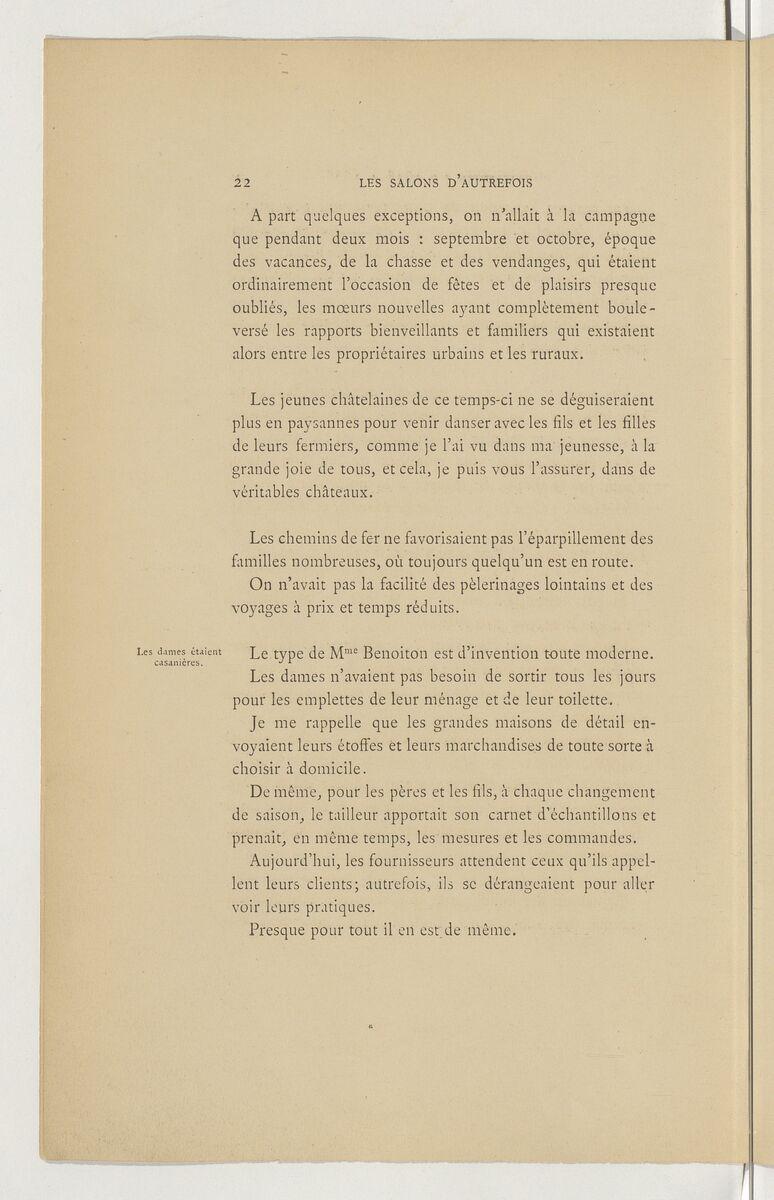 22 LES SALONS D'AUTREFOIS
A part quelques exceptions, on n'allait à la campagne
que pendant deux mois : septembre et octobre, époque
des vacances, de la chasse et des vendanges, qui étaient
ordinairement l'occasion de fêtes et de plaisirs presque
oubliés, les mœurs nouvelles ayant complètement boule-
versé les rapports bienveillants et familiers qui existaient
alors entre les propriétaires urbains et les ruraux.
Les jeunes châtelaines de ce temps-ci ne se déguiseraient
plus en paysannes pour venir danser avec les fils et les filles
de leurs fermiers, comme je l'ai vu dans ma jeunesse, à la
grande joie de tous, et cela, je puis vous l'assurer, dans de
véritables châteaux.
Les chemins de fer ne favorisaient pas l'éparpillement des
familles nombreuses, où toujours quelqu'un est en route.
On n'avait pas la facilité des pèlerinages lointains et des
voyages à prix et temps réduits.
Les dames étaient
casanières.
Le type de Mme Benoiton est d'invention toute moderne.
Les dames n'avaient pas besoin de sortir tous les jours
pour les emplettes de leur ménage et de leur toilette.
Je me rappelle que les grandes maisons de détail en-
voyaient leurs étoffes et leurs marchandises de toute sorte à
choisir à domicile.
De même, pour les pères et les fils, à chaque changement
de saison, le tailleur apportait son carnet d'échantillons et
prenait, en même temps, les mesures et les commandes.
Aujourd'hui, les fournisseurs attendent ceux qu'ils appel-
lent leurs clients; autrefois, ils se dérangeaient pour aller
voir leurs pratiques.
Presque pour tout il en est de même.